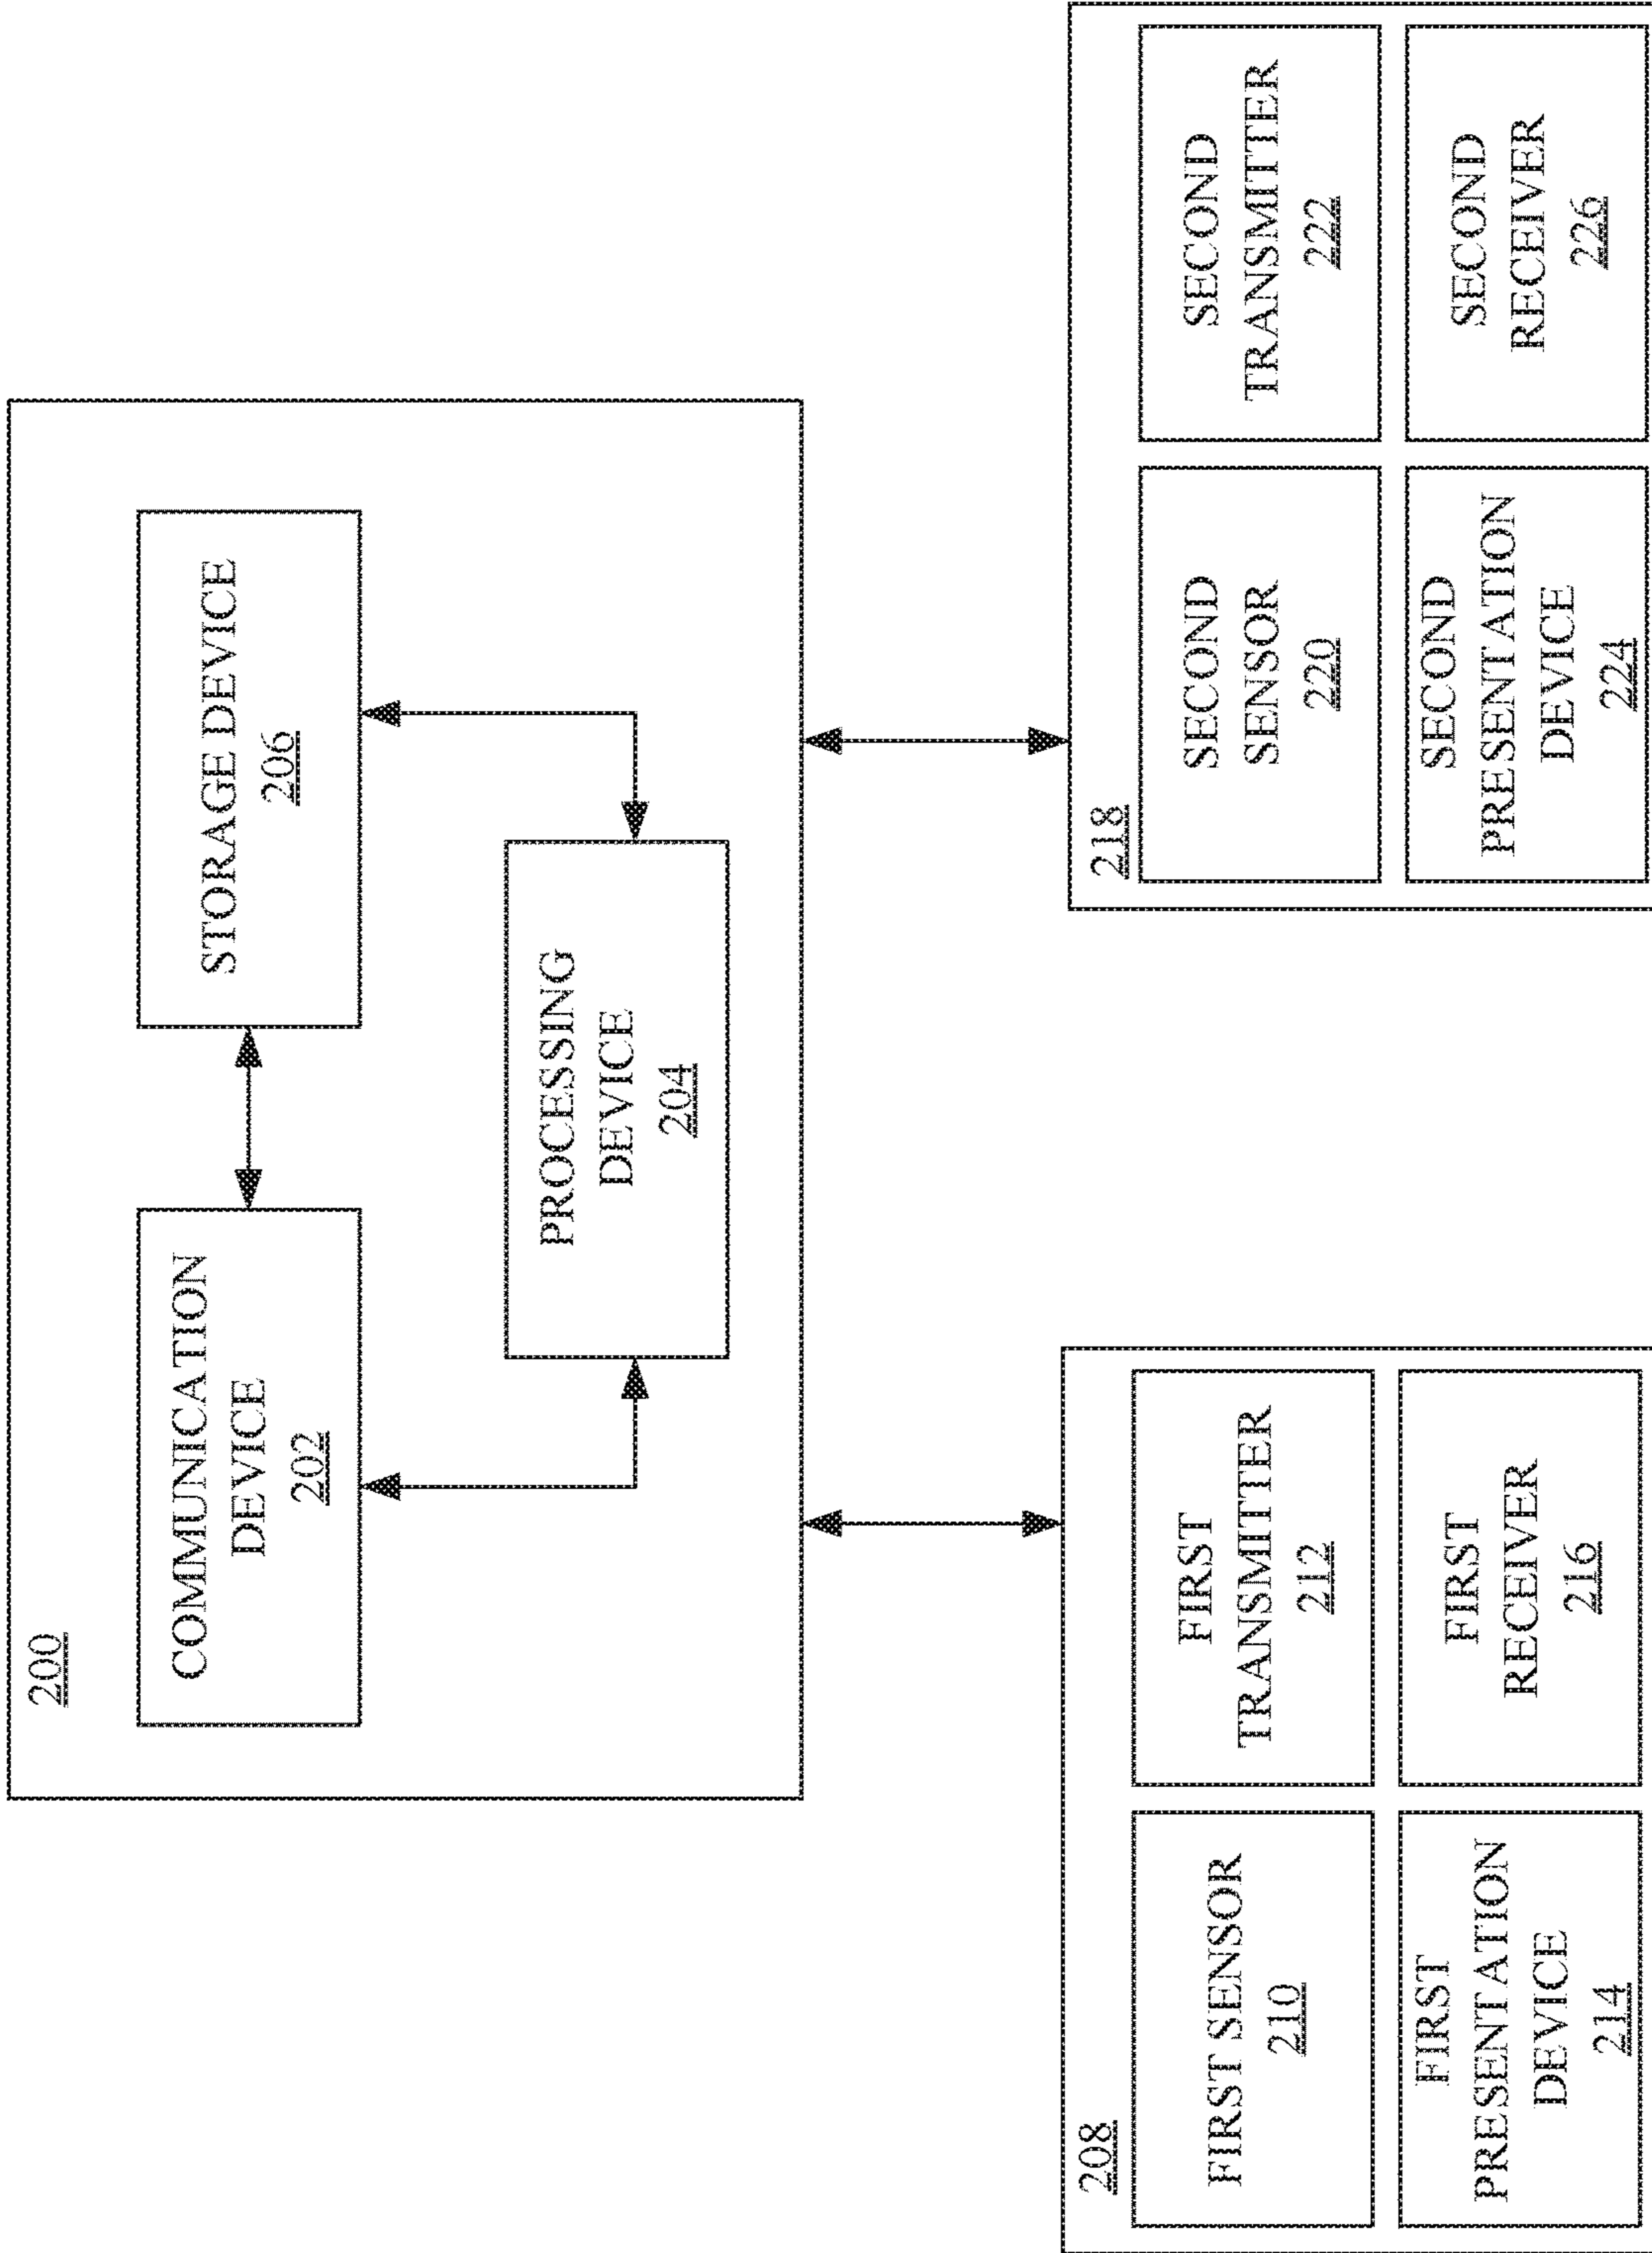 200
COMMUNICATION
DEVICE
202
STORAGE DEVICE
206
PROCESSING
DEVICE
204
208
FIRST SENSOR
210
FIRST
TRANSMITTER
212
FIRST
PRESENTATION
DEVICE
214
FIRST
RECEIVER
216
218
SECOND
SENSOR
220
SECOND
TRANSMITTER
222
SECOND
PRESENTATION
DEVICE
224
SECOND
RECEIVER
226